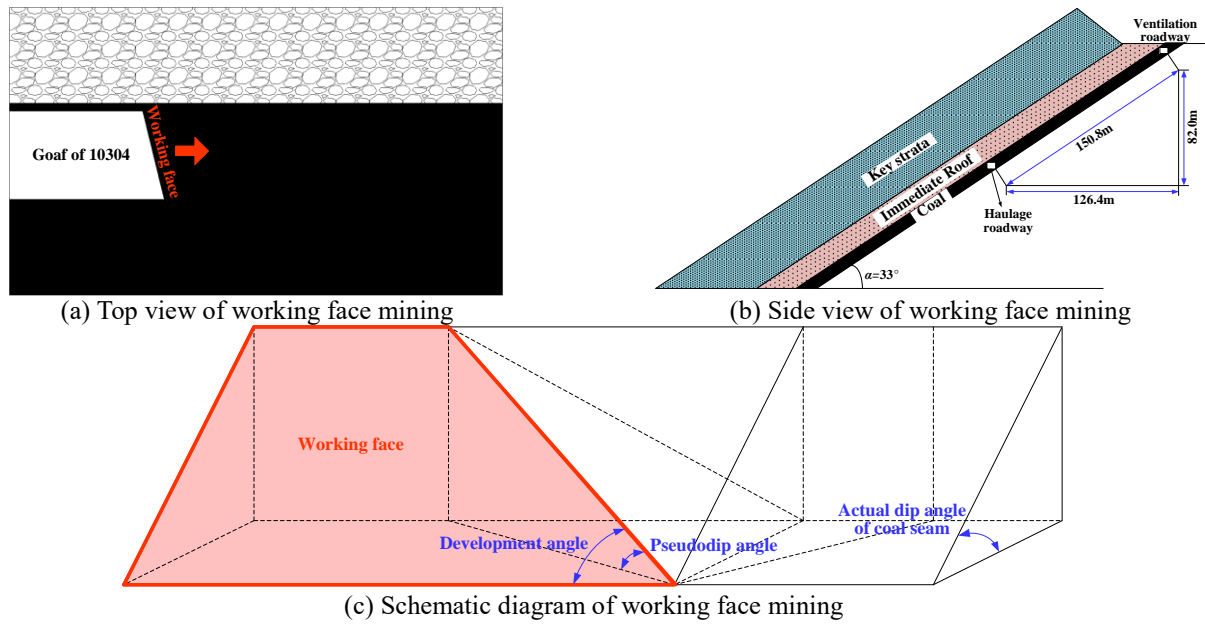 Goaf of 10304
Working face
(a) Top view of working face mining
Ventilation
roadway
Key strata
Immediate Roof
Coal
150.8m
82.0m
126.4m
Haulage
roadway
α=33°
(b) Side view of working face mining
Working face
Development angle
Pseudodip angle
Actual dip angle
of coal seam
(c) Schematic diagram of working face mining